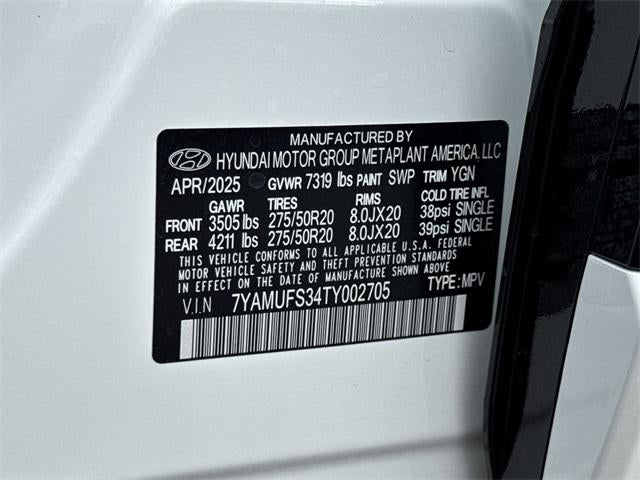 MANUFACTURED BY
HYUNDAI MOTOR GROUP METAPLANT AMERICA, LLC
APR/2025 GVWR 7319 lbs PAINT SWP TRIM YGN
GAWR TIRES RIMS COLD TIRE INFL
FRONT 3505 lbs 275/50R20 8.0JX20 38psi SINGLE
REAR 4211 lbs 275/50R20 8.0JX20 39psi SINGLE
THIS VEHICLE CONFORMS TO ALL APPLICABLE U.S.A. FEDERAL
MOTOR VEHICLE SAFETY, BUMPER, AND THEFT PREVENTION STANDARDS
IN EFFECT ON THE DATE OF MANUFACTURE SHOWN ABOVE.
V.I.N 7YAMUFS34TY002705 TYPE: MPV